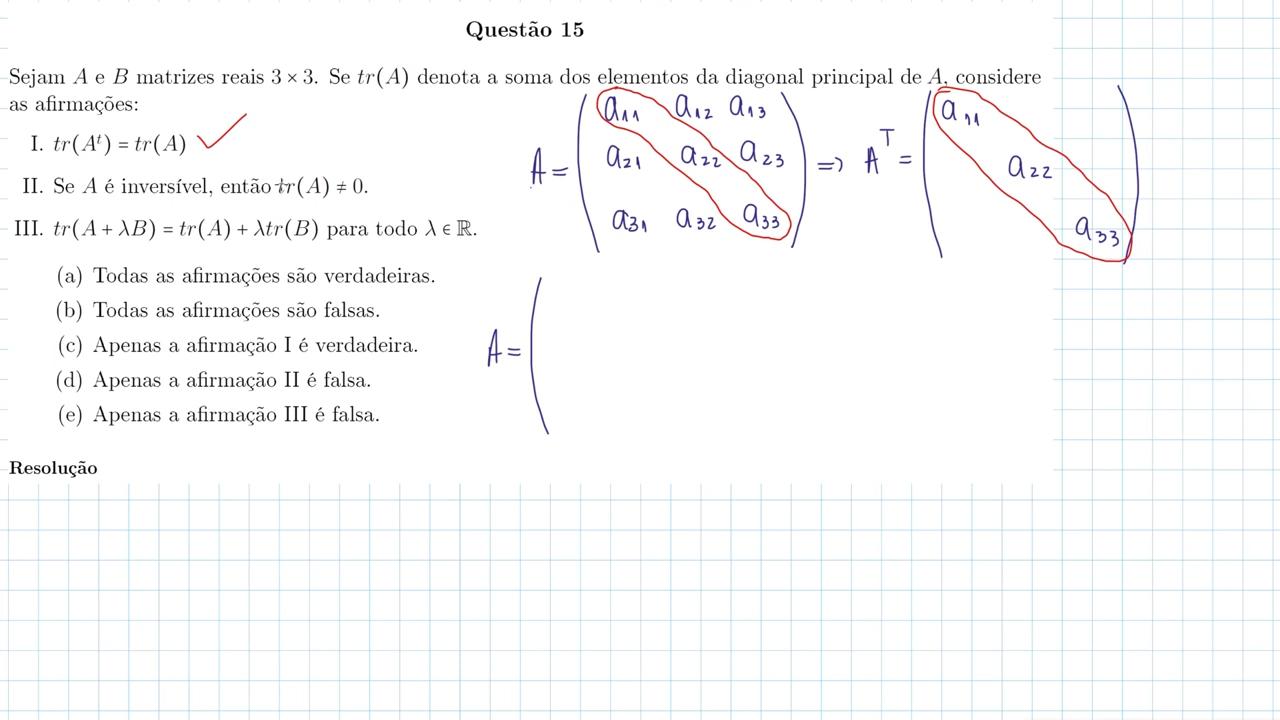 Questão 15
Sejam A e B matrizes reais 3 × 3. Se tr(A) denota a soma dos elementos da diagonal principal de A, considere
as afirmações:
I. tr(Aᵗ) = tr(A) ✓
II. Se A é inversível, então tr(A) ≠ 0.
III. tr(A + λB) = tr(A) + λtr(B) para todo λ ∈ ℝ.
(a) Todas as afirmações são verdadeiras.
(b) Todas as afirmações são falsas.
(c) Apenas a afirmação I é verdadeira.
(d) Apenas a afirmação II é falsa.
(e) Apenas a afirmação III é falsa.
Resolução
a₁₁ a₁₂ a₁₃
A = ( a₂₁ a₂₂ a₂₃ )
a₃₁ a₃₂ a₃₃
a₁₁
⇒ Aᵀ = ( a₂₂ )
a₃₃
A = (